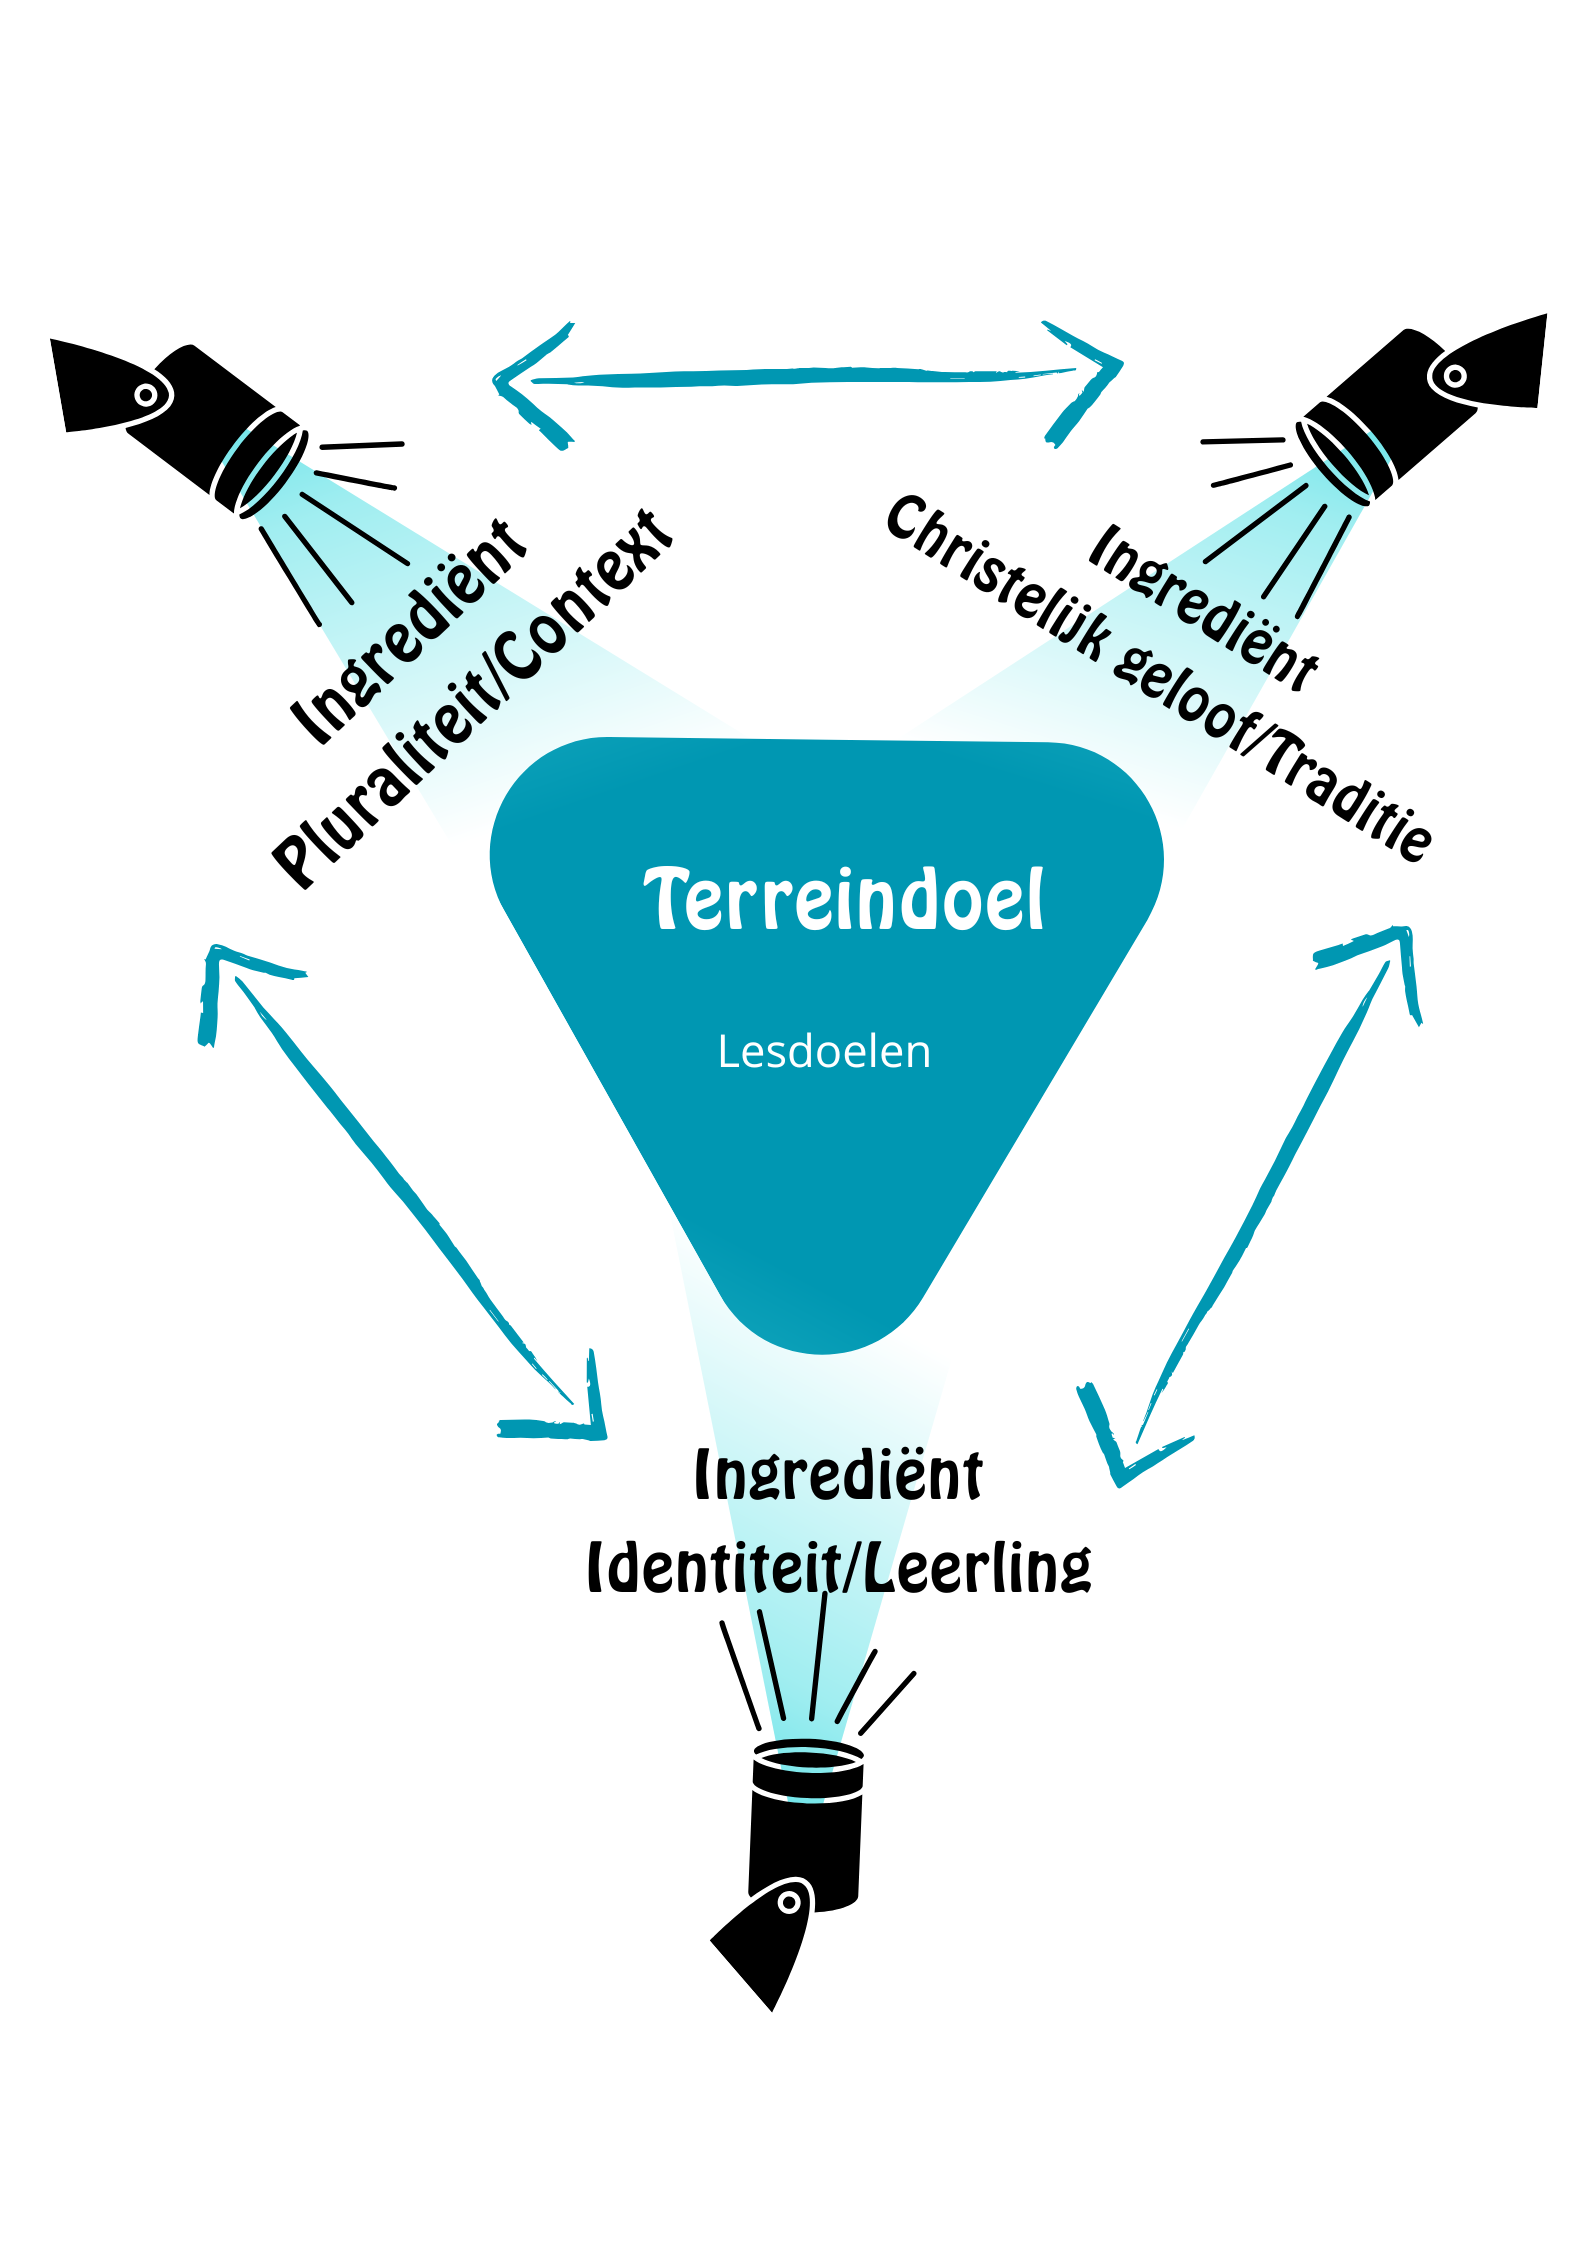 Ingrediënt
Pluraliteit/Context
Ingrediënt
Christelijk geloof/Traditie
Terreindoel
Lesdoelen
Ingrediënt
Identiteit/Leerling